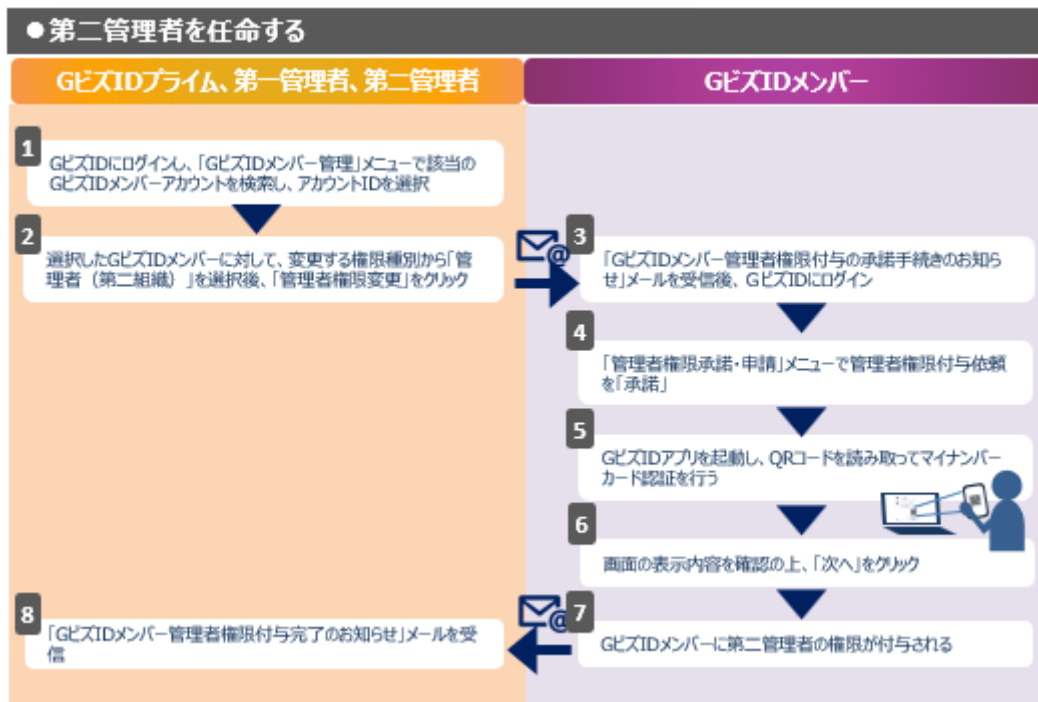 ●第二管理者を任命する
GビズIDプライム、第一管理者、第二管理者
GビズIDメンバー
1
GビズIDにログインし、「GビズIDメンバー管理」メニューで該当の
GビズIDメンバーアカウントを検索し、アカウントIDを選択
2
選択したGビズIDメンバーに対して、変更する権限種別から「管
理者（第二組織）」を選択後、「管理者権限変更」をクリック
@
3
「GビズIDメンバー管理者権限付与の承諾手続きのお知ら
せ」メールを受信後、GビズIDにログイン
4
「管理者権限承諾・申請」メニューで管理者権限付与依頼
を「承諾」
5
GビズIDアプリを起動し、QRコードを読み取ってマイナンバー
カード認証を行う
6
画面の表示内容を確認の上、「次へ」をクリック
@
7
GビズIDメンバーに第二管理者の権限が付与される
8
「GビズIDメンバー管理者権限付与完了のお知らせ」メールを受
信